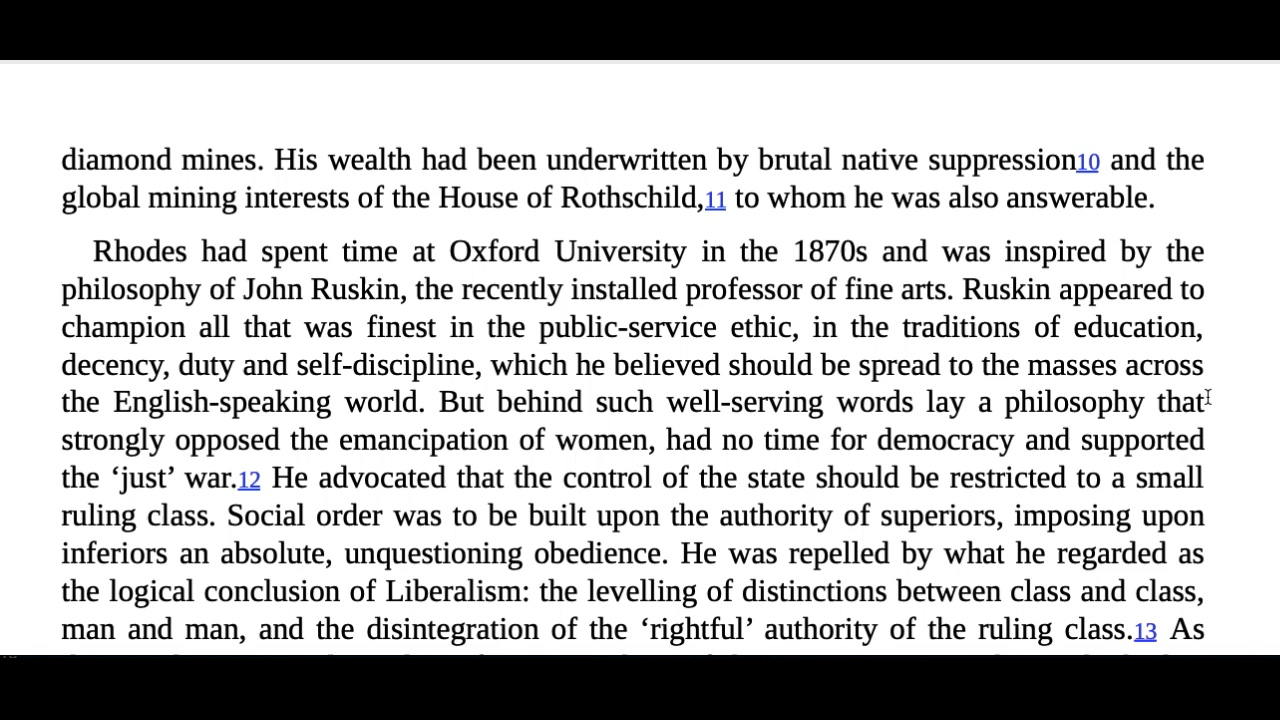 diamond mines. His wealth had been underwritten by brutal native suppression10 and the
global mining interests of the House of Rothschild,11 to whom he was also answerable.
Rhodes had spent time at Oxford University in the 1870s and was inspired by the
philosophy of John Ruskin, the recently installed professor of fine arts. Ruskin appeared to
champion all that was finest in the public-service ethic, in the traditions of education,
decency, duty and self-discipline, which he believed should be spread to the masses across
the English-speaking world. But behind such well-serving words lay a philosophy that
strongly opposed the emancipation of women, had no time for democracy and supported
the ‘just’ war.12 He advocated that the control of the state should be restricted to a small
ruling class. Social order was to be built upon the authority of superiors, imposing upon
inferiors an absolute, unquestioning obedience. He was repelled by what he regarded as
the logical conclusion of Liberalism: the levelling of distinctions between class and class,
man and man, and the disintegration of the ‘rightful’ authority of the ruling class.13 As